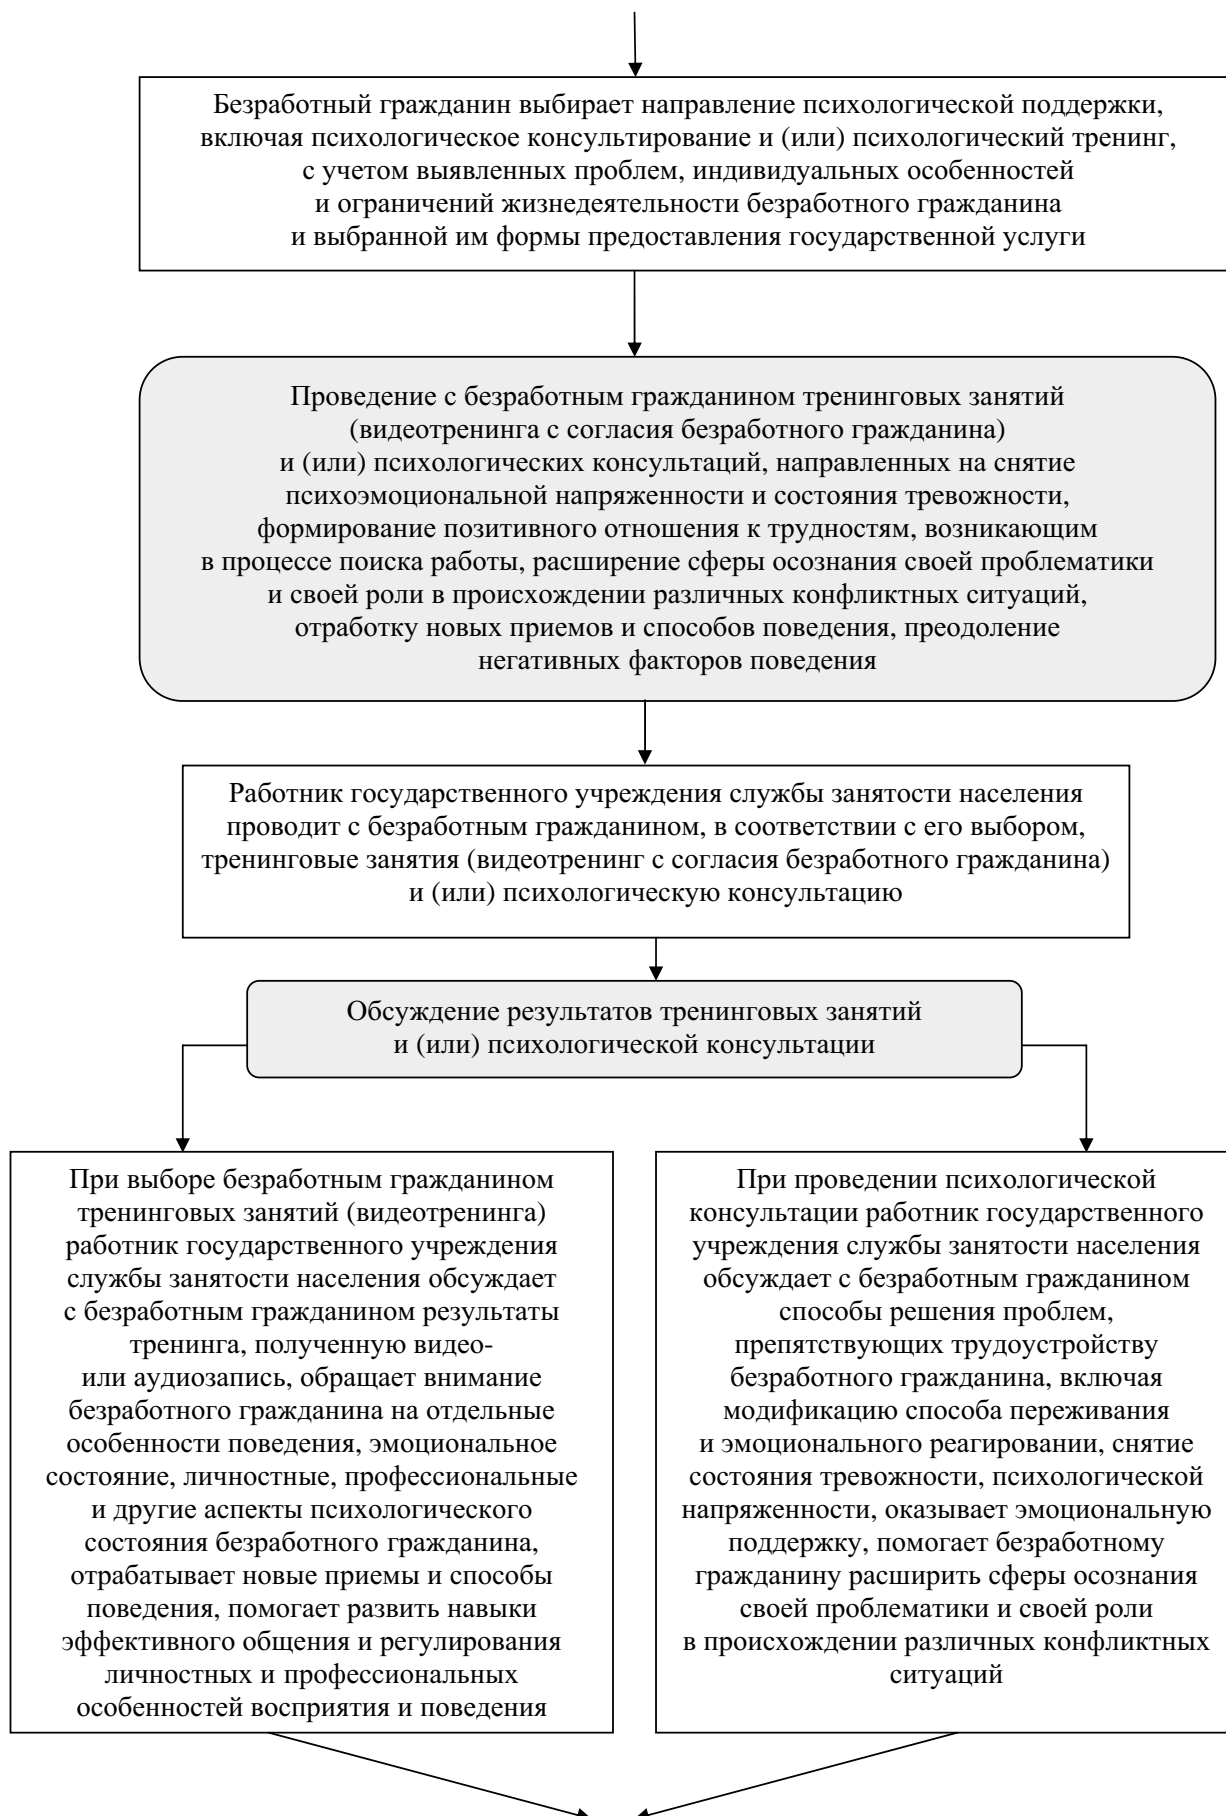 Безработный гражданин выбирает направление психологической поддержки,
включая психологическое консультирование и (или) психологический тренинг,
с учетом выявленных проблем, индивидуальных особенностей
и ограничений жизнедеятельности безработного гражданина
и выбранной им формы предоставления государственной услуги
Проведение с безработным гражданином тренинговых занятий
(видеотренинга с согласия безработного гражданина)
и (или) психологических консультаций, направленных на снятие
психоэмоциональной напряженности и состояния тревожности,
формирование позитивного отношения к трудностям, возникающим
в процессе поиска работы, расширение сферы осознания своей проблематики
и своей роли в происхождении различных конфликтных ситуаций,
отработку новых приемов и способов поведения, преодоление
негативных факторов поведения
Работник государственного учреждения службы занятости населения
проводит с безработным гражданином, в соответствии с его выбором,
тренинговые занятия (видеотренинг с согласия безработного гражданина)
и (или) психологическую консультацию
Обсуждение результатов тренинговых занятий
и (или) психологической консультации
При выборе безработным гражданином
тренинговых занятий (видеотренинга)
работник государственного учреждения
службы занятости населения обсуждает
с безработным гражданином результаты
тренинга, полученную видео-
или аудиозапись, обращает внимание
безработного гражданина на отдельные
особенности поведения, эмоциональное
состояние, личностные, профессиональные
и другие аспекты психологического
состояния безработного гражданина,
отрабатывает новые приемы и способы
поведения, помогает развить навыки
эффективного общения и регулирования
личностных и профессиональных
особенностей восприятия и поведения
При проведении психологической
консультации работник государственного
учреждения службы занятости населения
обсуждает с безработным гражданином
способы решения проблем,
препятствующих трудоустройству
безработного гражданина, включая
модификацию способа переживания
и эмоционального реагировании, снятие
состояния тревожности, психологической
напряженности, оказывает эмоциональную
поддержку, помогает безработному
гражданину расширить сферы осознания
своей проблематики и своей роли
в происхождении различных конфликтных
ситуаций